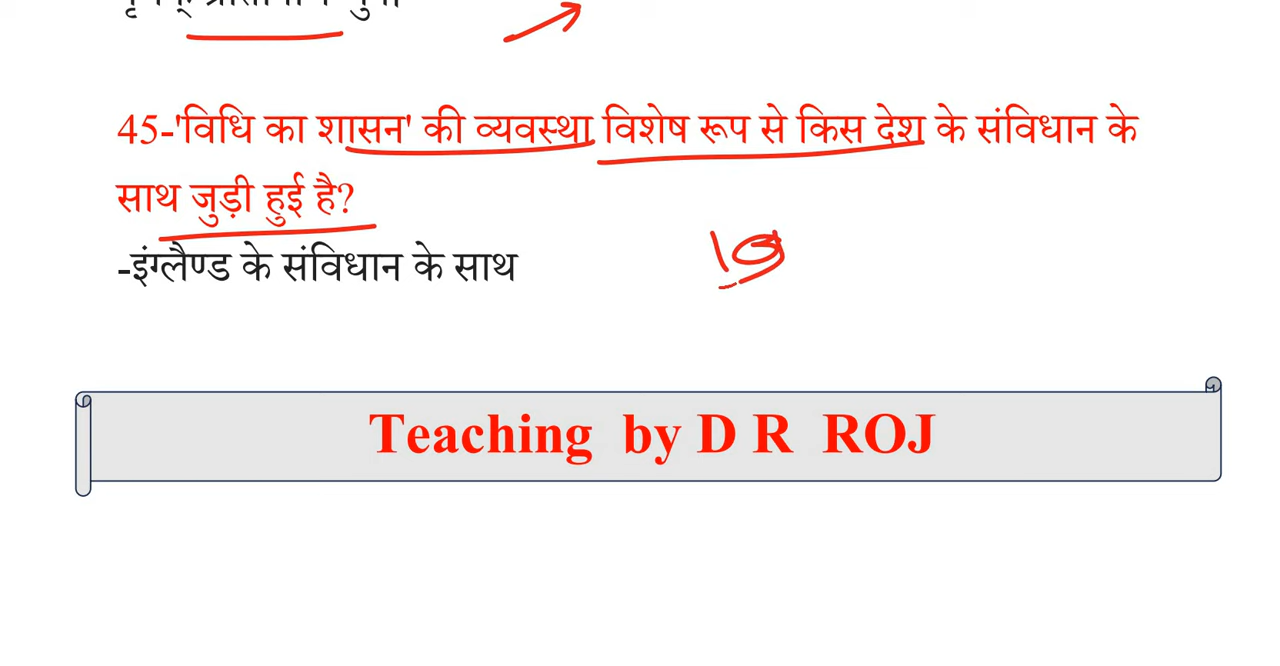 45-'विधि का शासन' की व्यवस्था विशेष रूप से किस देश के संविधान के
साथ जुड़ी हुई है?
-इंग्लैण्ड के संविधान के साथ
Teaching by D R ROJ